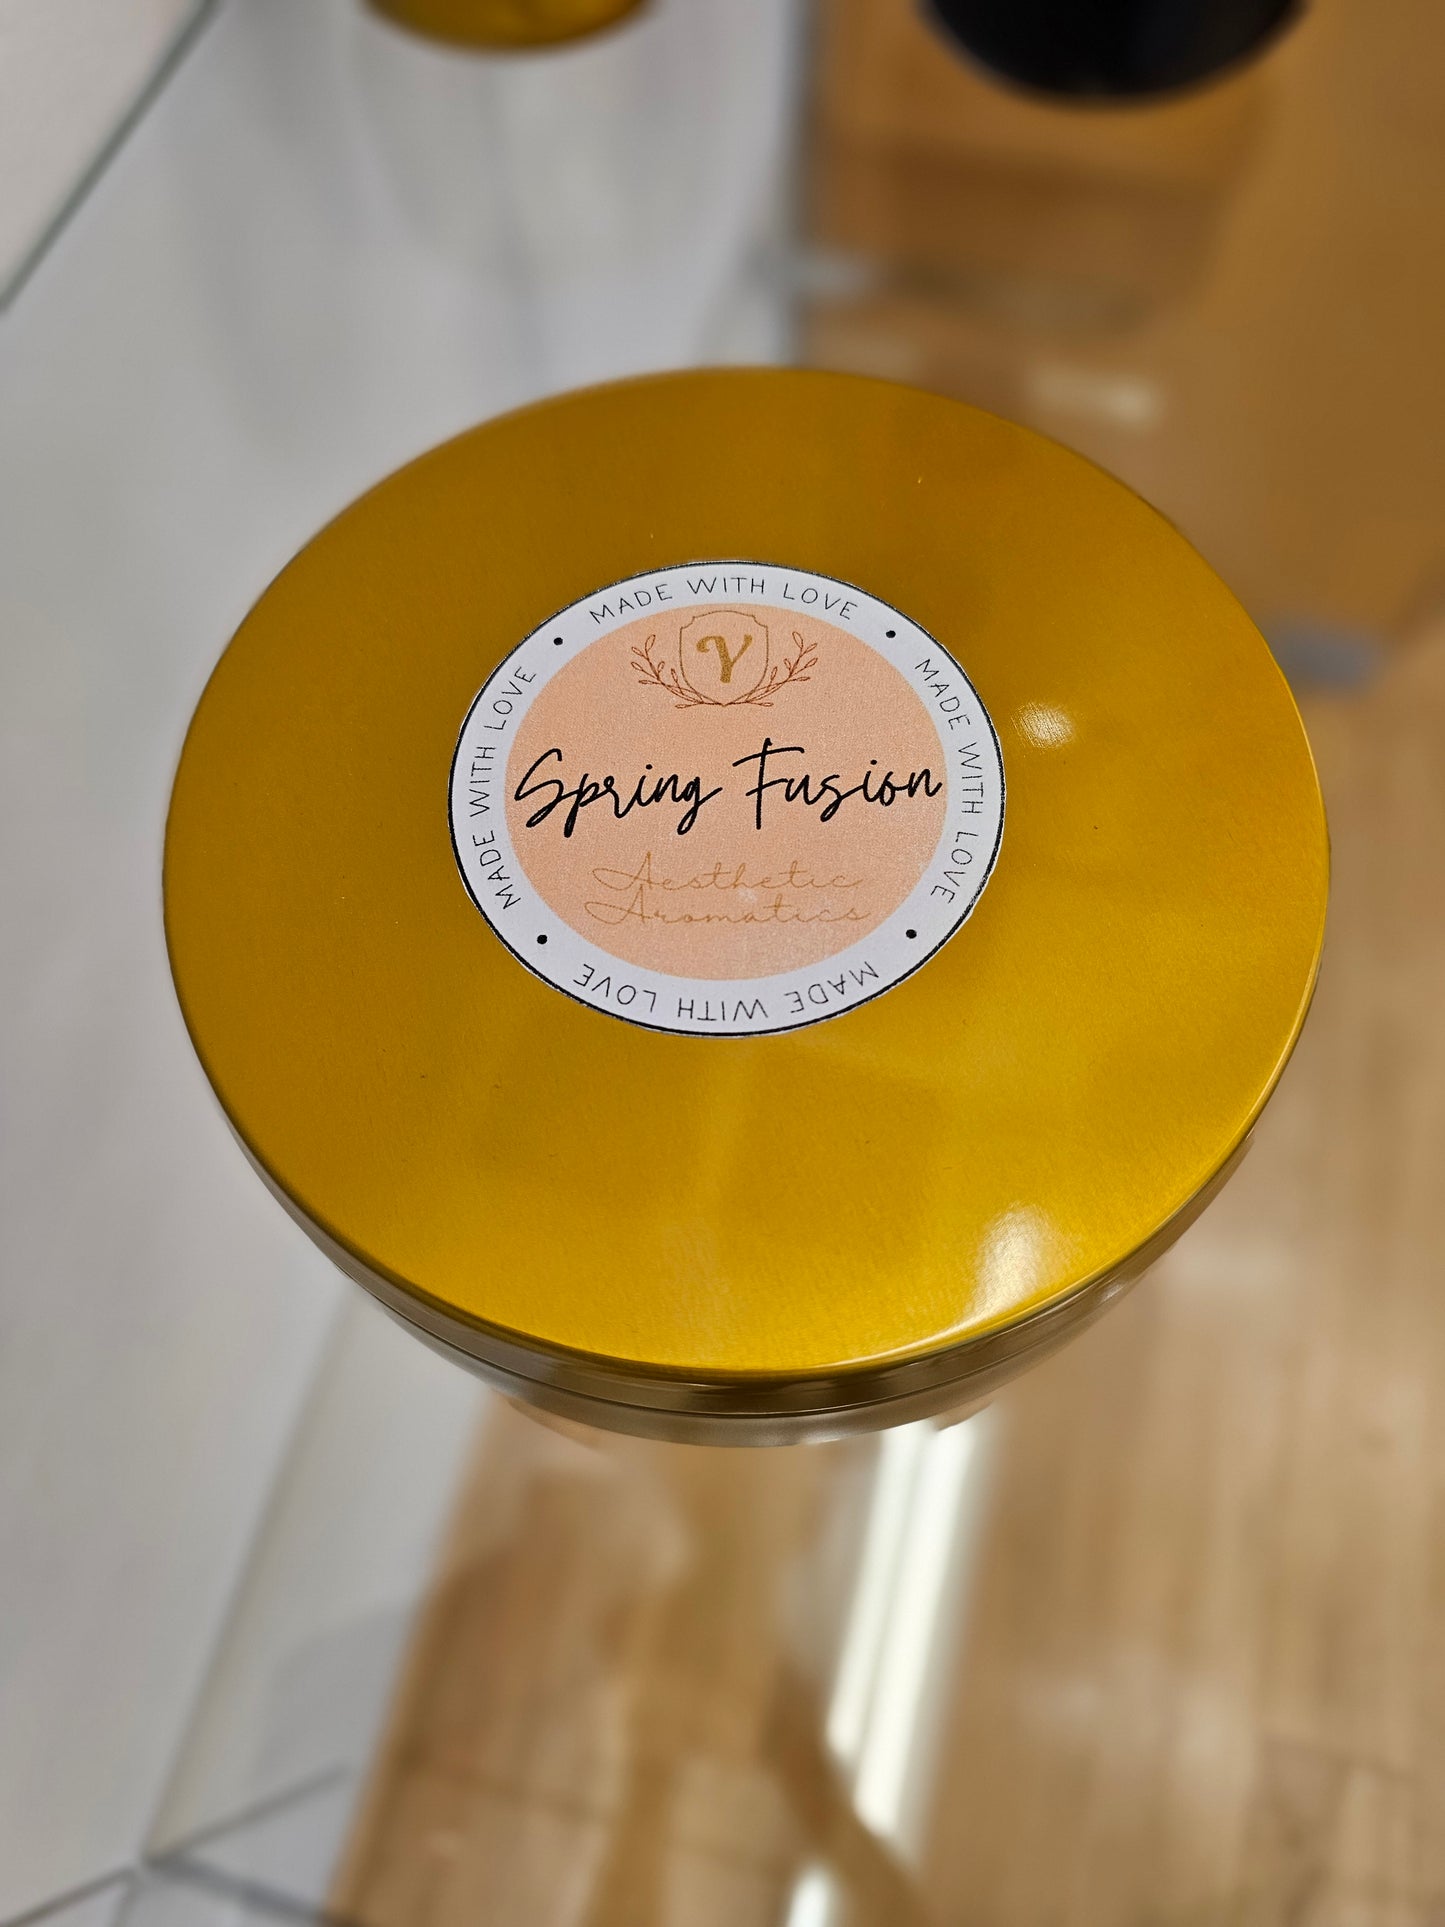 MADE WITH LOVE • MADE WITH LOVE • MADE WITH LOVE • MADE WITH LOVE •
Y
Spring Fusion
Aesthetic
Aromatics